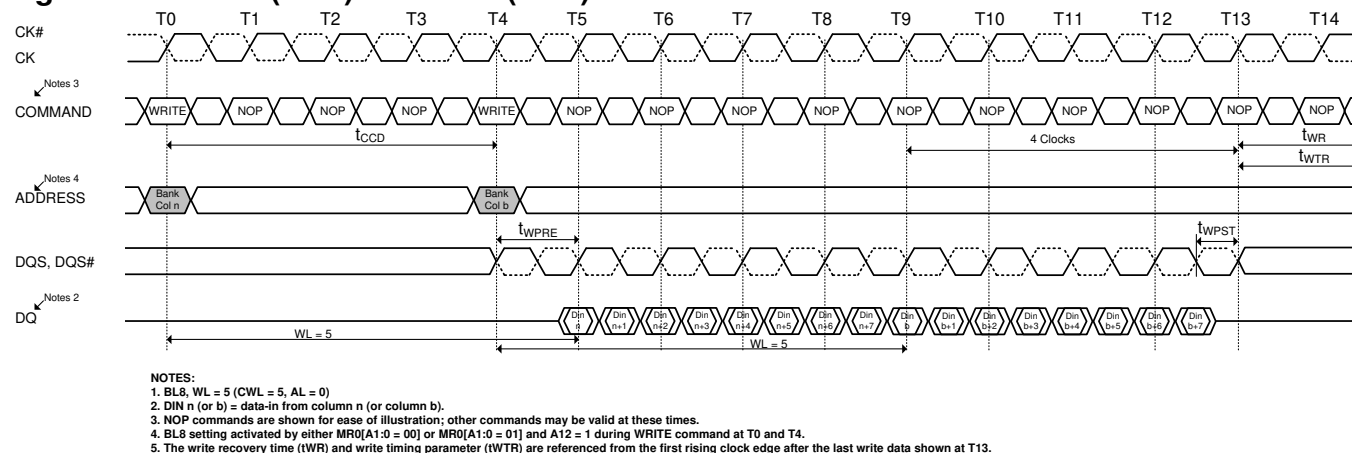 T0 T1 T2 T3 T4 T5 T6 T7 T8 T9 T10 T11 T12 T13 T14
CK#
CK
Notes 3
COMMAND WRITE NOP NOP NOP WRITE NOP NOP NOP NOP NOP NOP NOP NOP NOP NOP
tCCD 4 Clocks tWR
tWTR
Notes 4
ADDRESS Bank Col n Bank Col b
tWPRE tWPST
DQS, DQS#
Notes 2
DQ Din n Din n+1 Din n+2 Din n+3 Din n+4 Din n+5 Din n+6 Din n+7 Din b Din b+1 Din b+2 Din b+3 Din b+4 Din b+5 Din b+6 Din b+7
WL = 5 WL = 5
NOTES:
1. BL8, WL = 5 (CWL = 5, AL = 0)
2. DIN n (or b) = data-in from column n (or column b).
3. NOP commands are shown for ease of illustration; other commands may be valid at these times.
4. BL8 setting activated by either MR0[A1:0 = 00] or MR0[A1:0 = 01] and A12 = 1 during WRITE command at T0 and T4.
5. The write recovery time (tWR) and write timing parameter (tWTR) are referenced from the first rising clock edge after the last write data shown at T13.